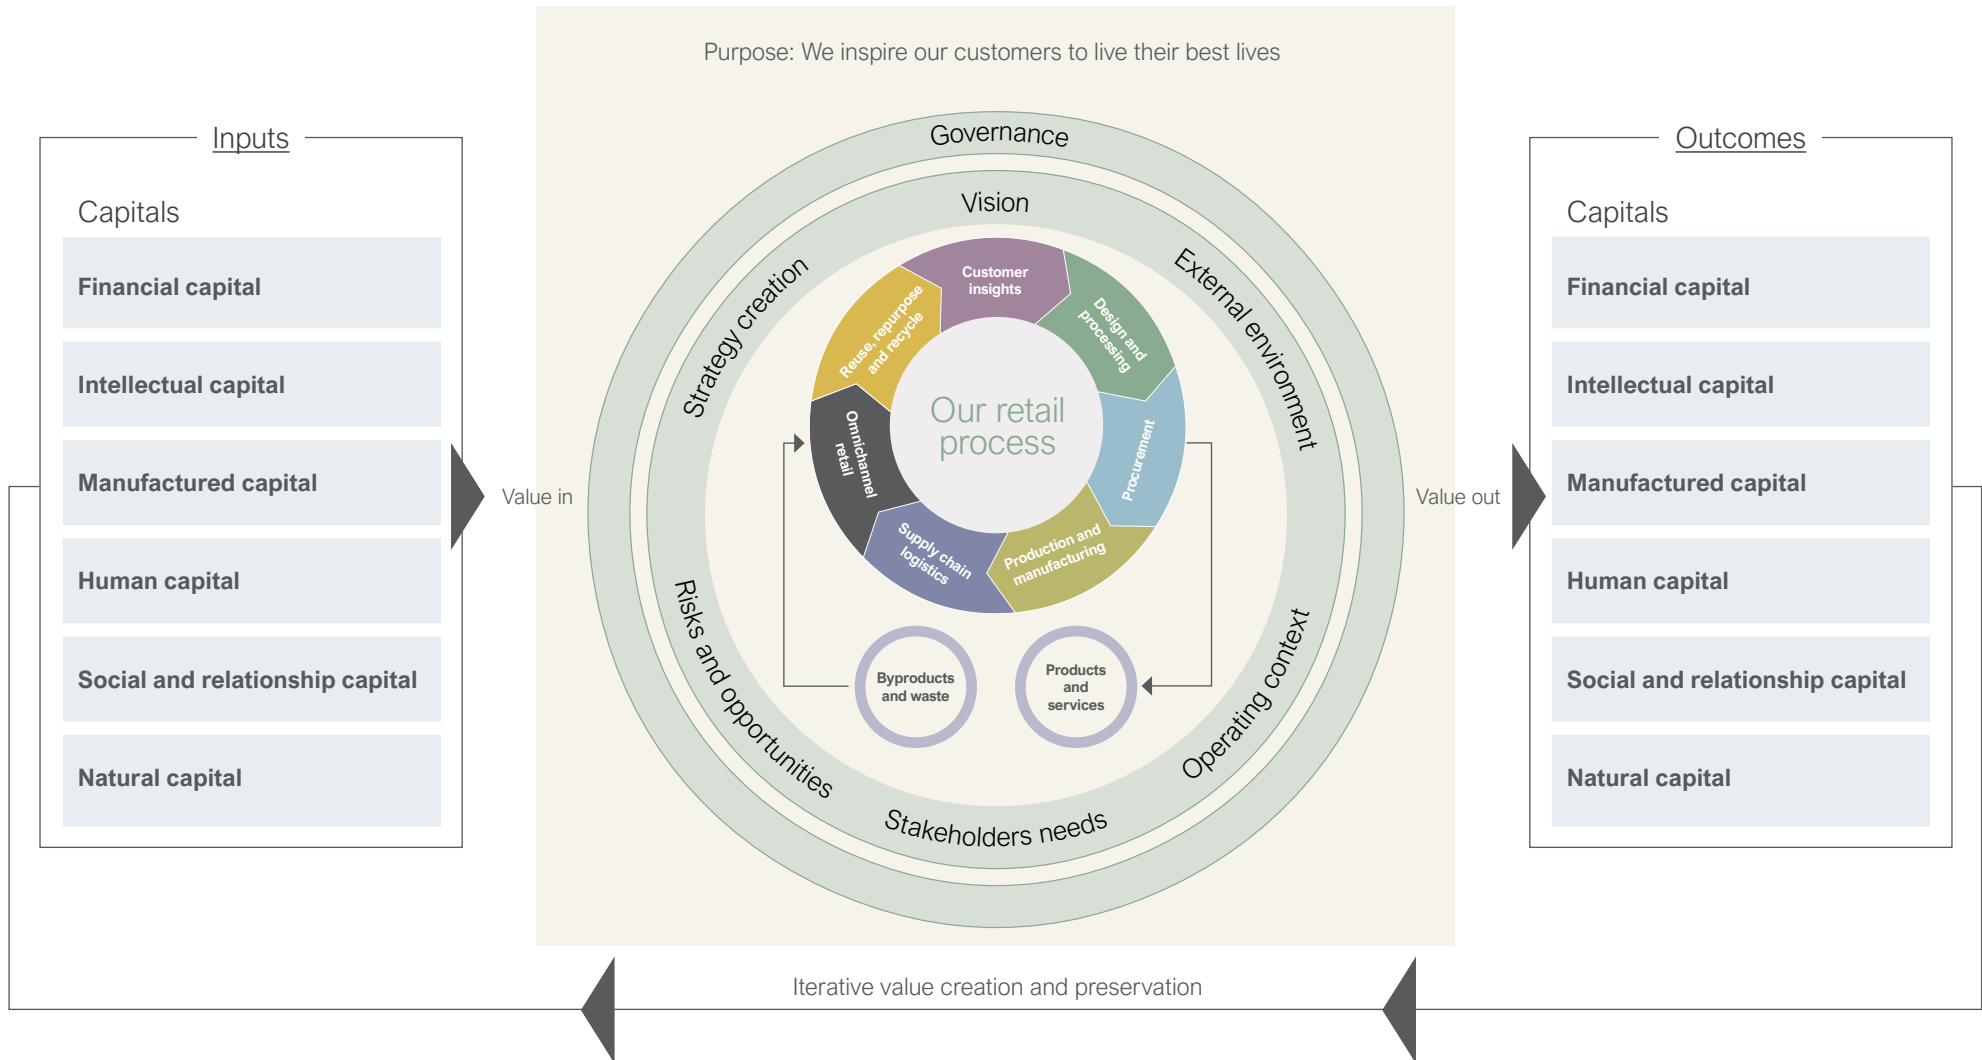 Purpose: We inspire our customers to live their best lives
Inputs
Capitals
Financial capital
Intellectual capital
Manufactured capital
Human capital
Social and relationship capital
Natural capital
Value in
Governance
Vision
External environment
Operating context
Stakeholders needs
Risks and opportunities
Strategy creation
Customer
insights
Design and
processing
Procurement
Production and
manufacturing
Supply chain
logistics
Omnichannel
retail
Reuse, repurpose
and recycle
Our retail
process
Byproducts
and waste
Products
and
services
Value out
Outcomes
Capitals
Financial capital
Intellectual capital
Manufactured capital
Human capital
Social and relationship capital
Natural capital
Iterative value creation and preservation